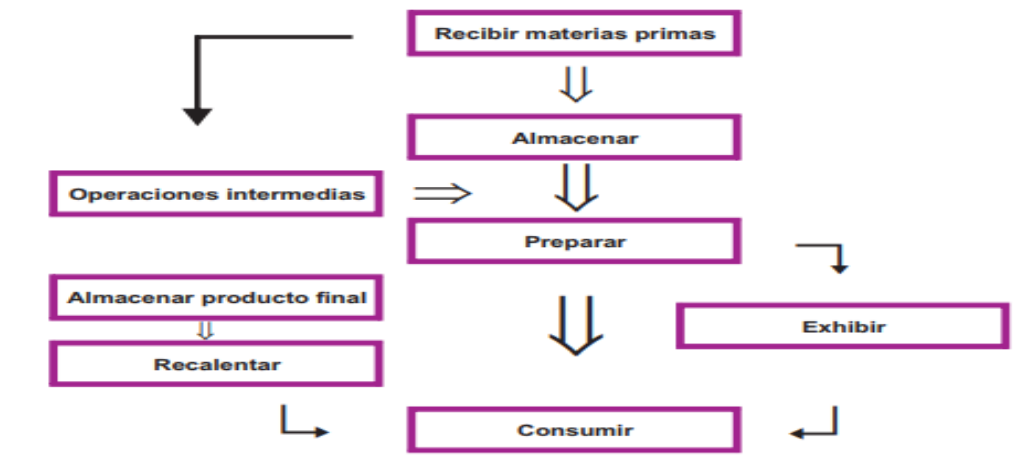 Recibir materias primas
Almacenar
Operaciones intermedias
Preparar
Almacenar producto final
Exhibir
Recalentar
Consumir